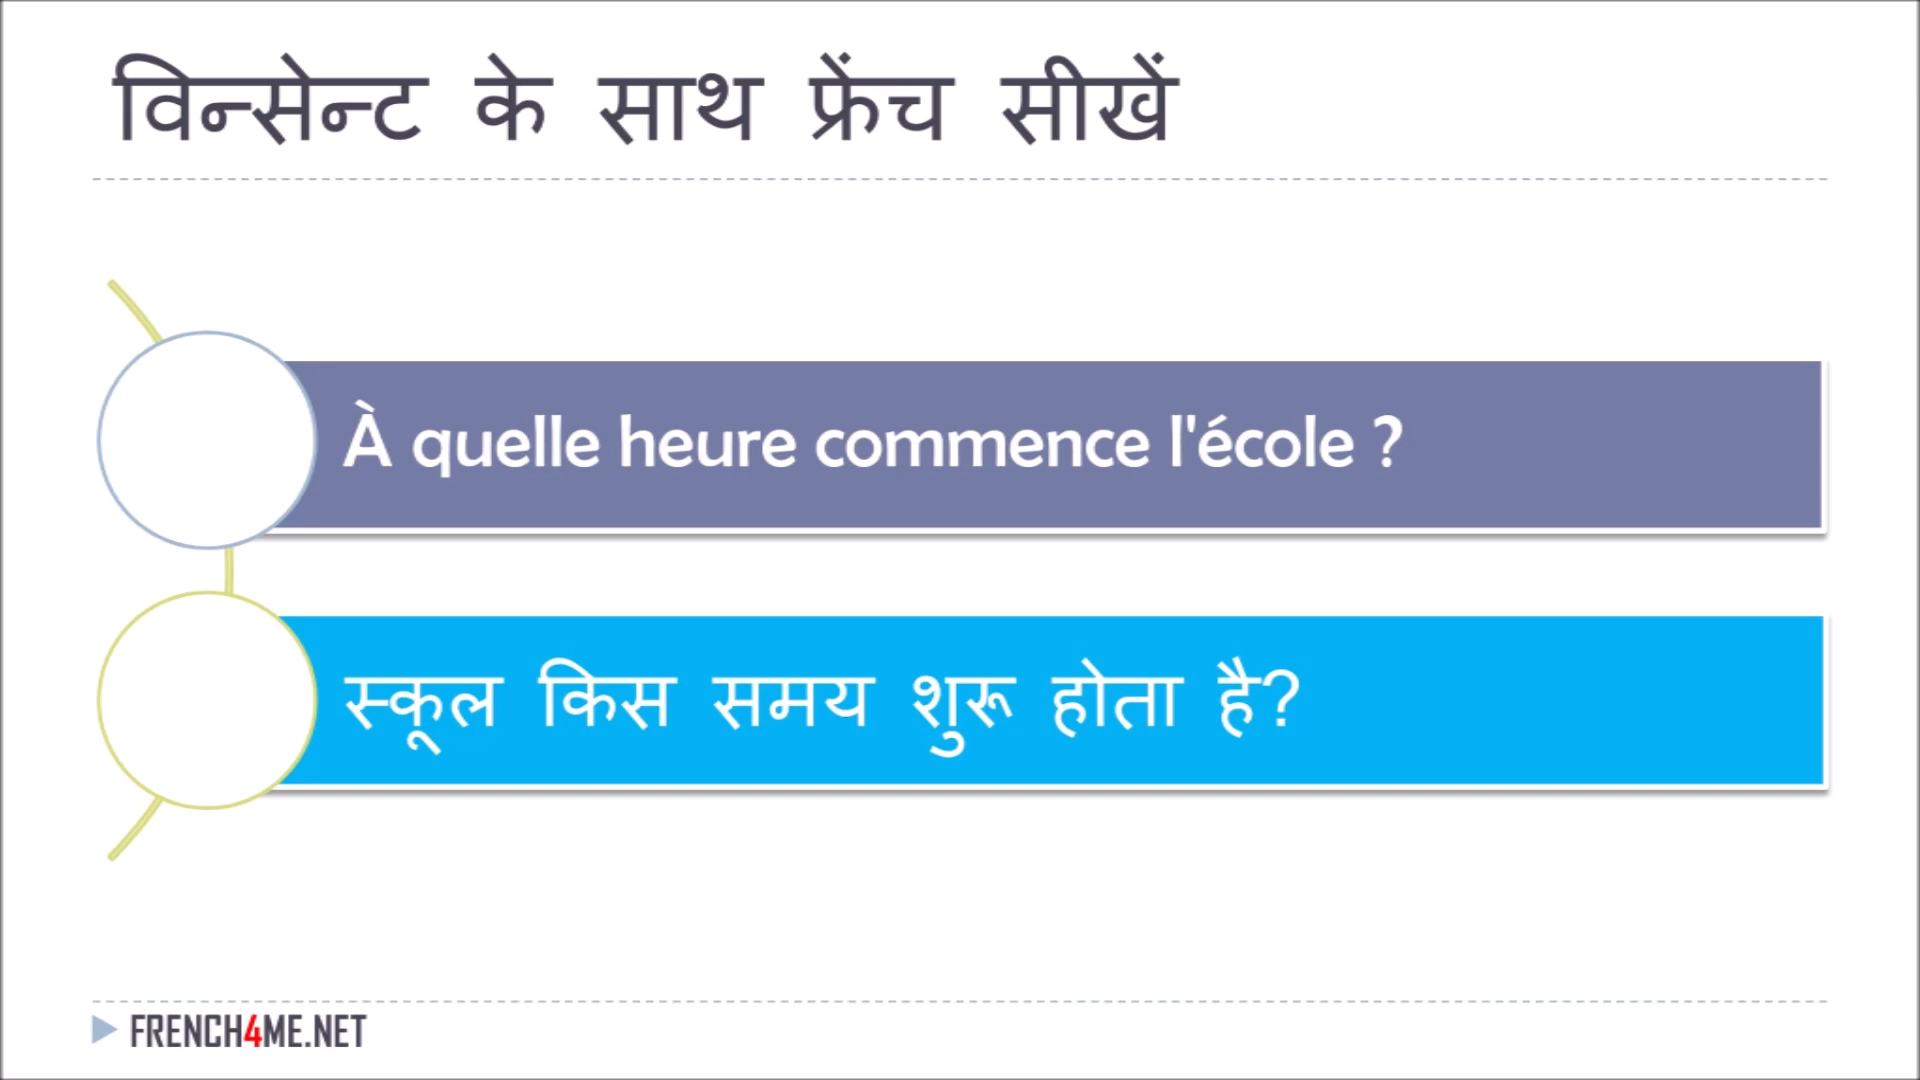 विन्सेन्ट के साथ फ्रेंच सीखें
À quelle heure commence l'école ?
स्कूल किस समय शुरू होता है?
FRENCH4ME.NET